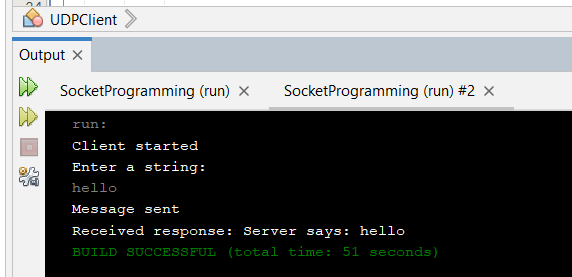 24
UDPClient
Output
SocketProgramming (run)
SocketProgramming (run) #2
run:
Client started
Enter a string:
hello
Message sent
Received response: Server says: hello
BUILD SUCCESSFUL (total time: 51 seconds)